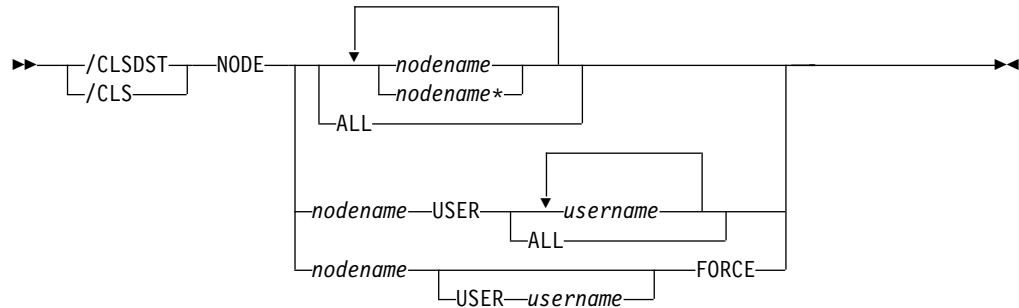 /CLSDST NODE nodename
/CLS nodename*
ALL
nodename USER username
ALL
nodename FORCE
USER username